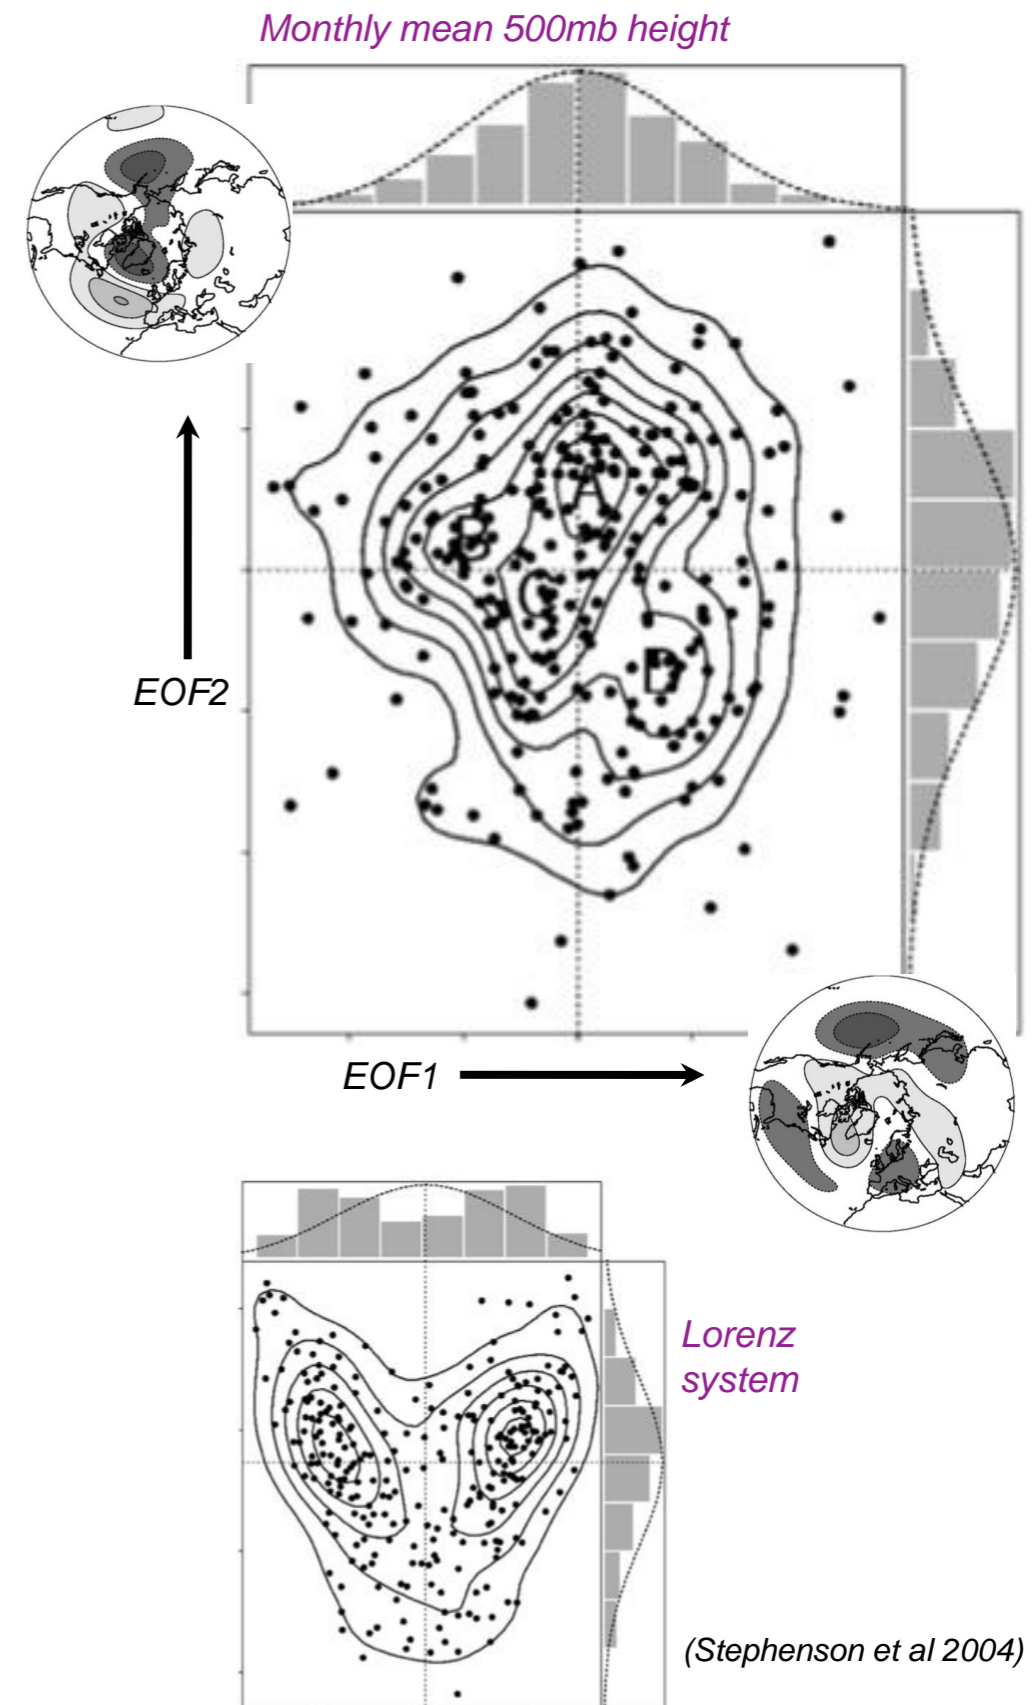 Monthly mean 500mb height
A
B
C
D
EOF2
EOF1
Lorenz
system
(Stephenson et al 2004)